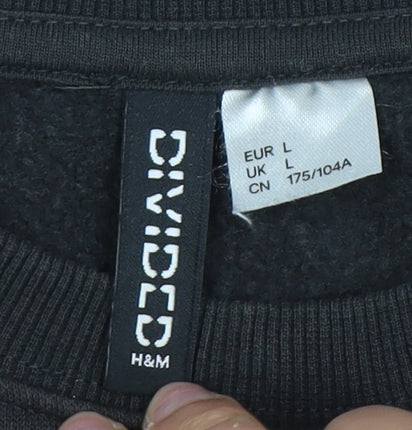 DIVIDED
H&M
EUR L
UK L
CN 175/104A